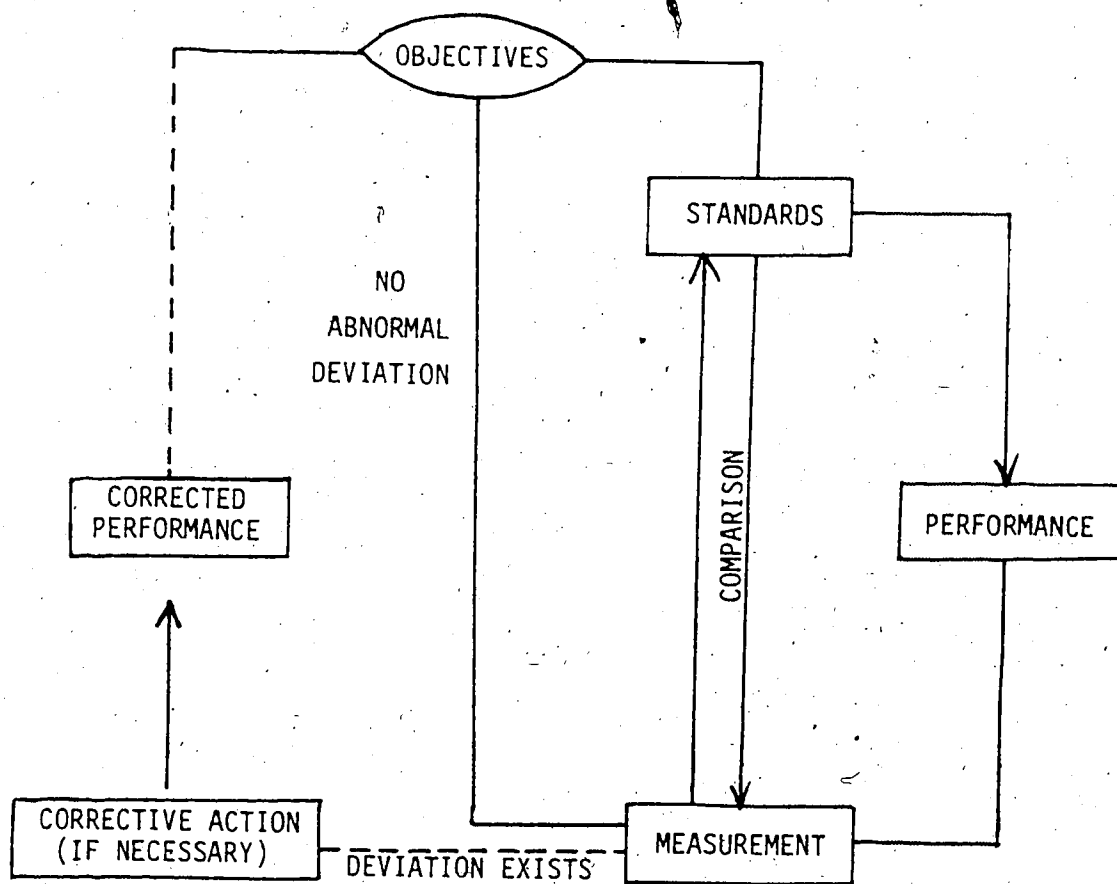 OBJECTIVES
STANDARDS
NO
ABNORMAL
DEVIATION
COMPARISON
CORRECTED
PERFORMANCE
PERFORMANCE
CORRECTIVE ACTION
(IF NECESSARY)
DEVIATION EXISTS
MEASUREMENT